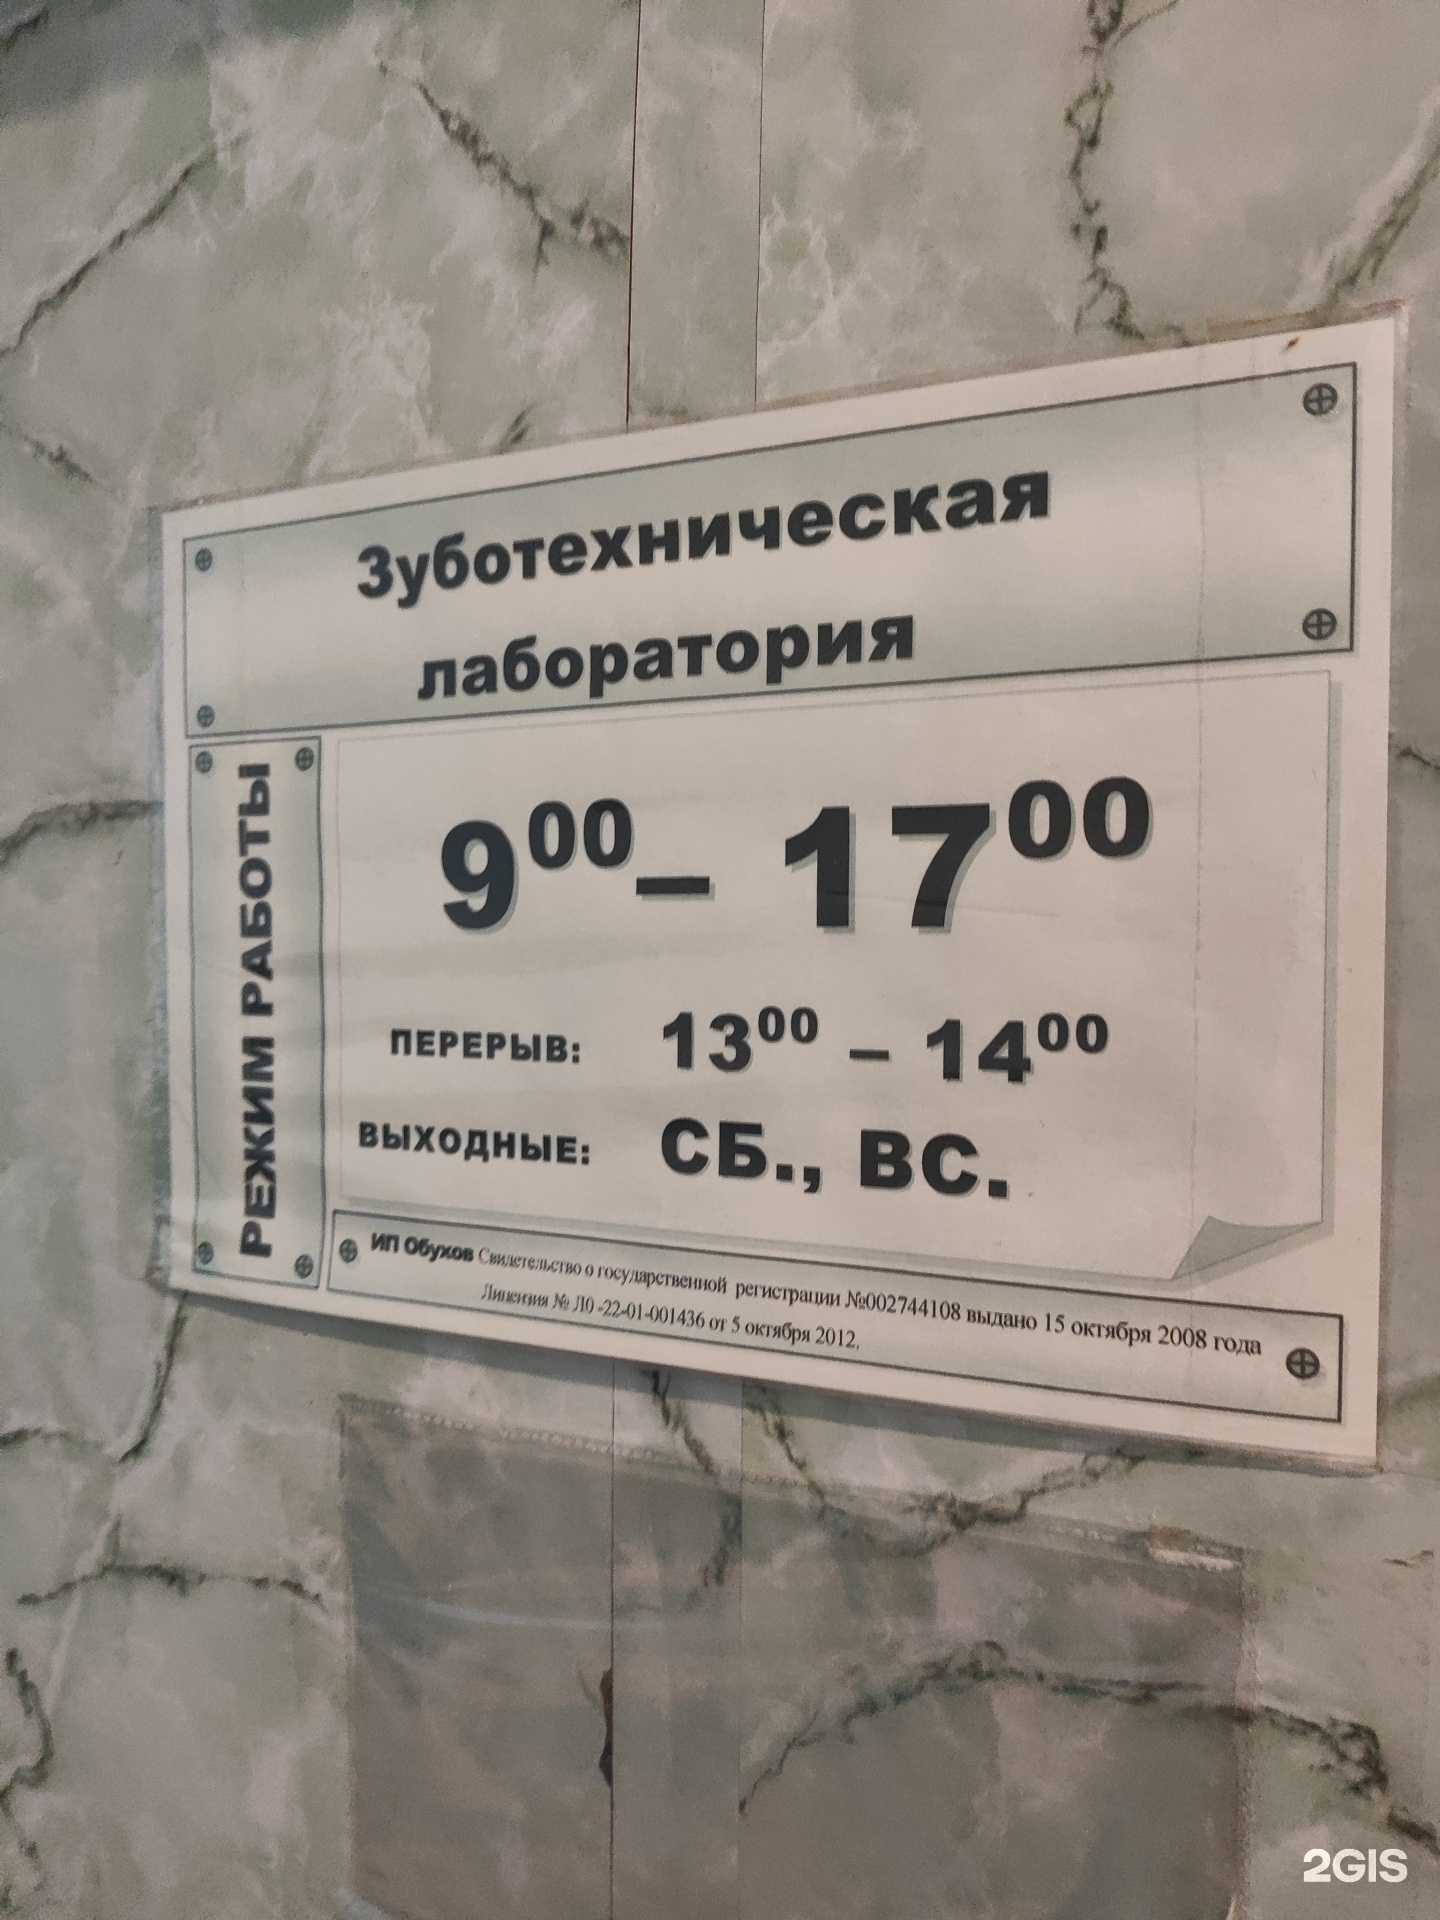 Зуботехническая
лаборатория
РЕЖИМ РАБОТЫ
9⁰⁰ – 17⁰⁰
ПЕРЕРЫВ: 13⁰⁰ – 14⁰⁰
ВЫХОДНЫЕ: СБ., ВС.
ИП Обухов Свидетельство о государственной регистрации №002744108 выдано 15 октября 2008 года
Лицензия № Л0 -22-01-001436 от 5 октября 2012.
2GIS